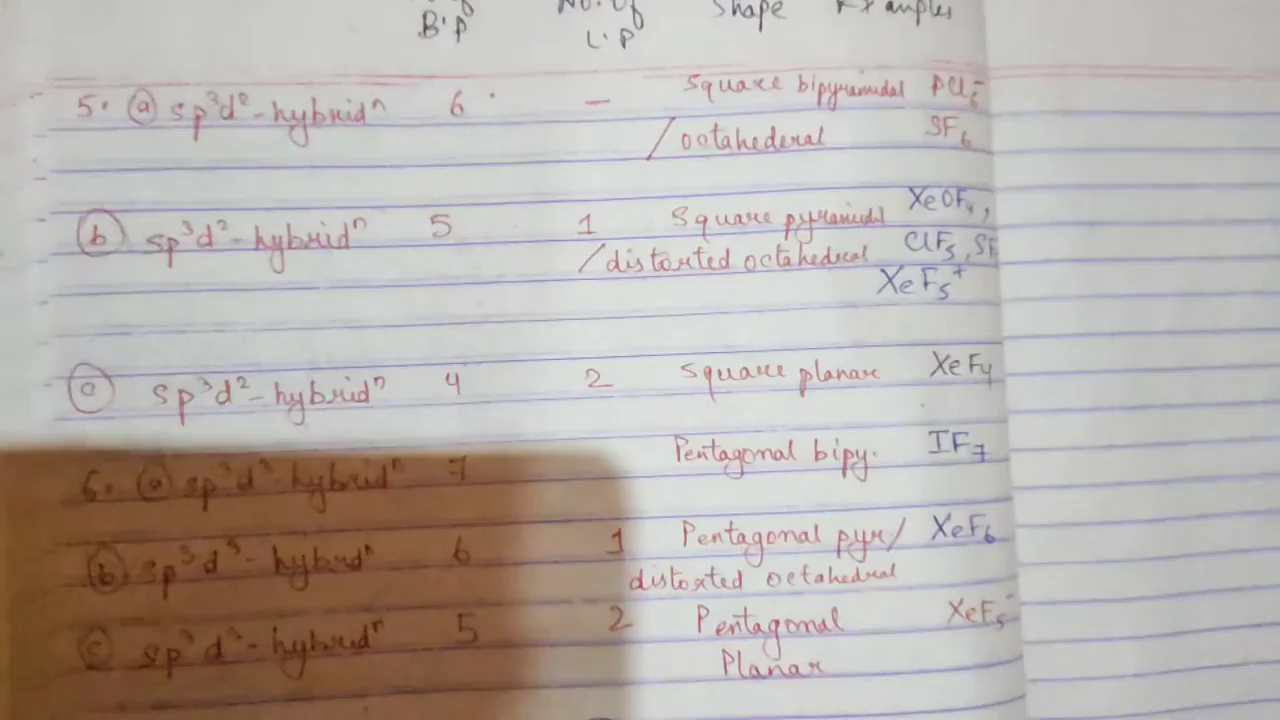 B.P No. of L.P Shape Examples
5. (a) sp³d²-hybridⁿ 6 — Square bipyramidal PCl₆⁻
/octahederal SF₆
(b) sp³d²-hybridⁿ 5 1 Square pyramidal XeOF₄,
/distorted octahedral ClF₅, SF
XeF₅⁺
(c) sp³d²-hybridⁿ 4 2 Square planar XeF₄
6. (a) sp³d³-hybridⁿ 7 Pentagonal bipy. IF₇
(b) sp³d³-hybridⁿ 6 1 Pentagonal pyr/ XeF₆
distorted octahedral
(c) sp³d³-hybridⁿ 5 2 Pentagonal XeF₅⁻
Planar